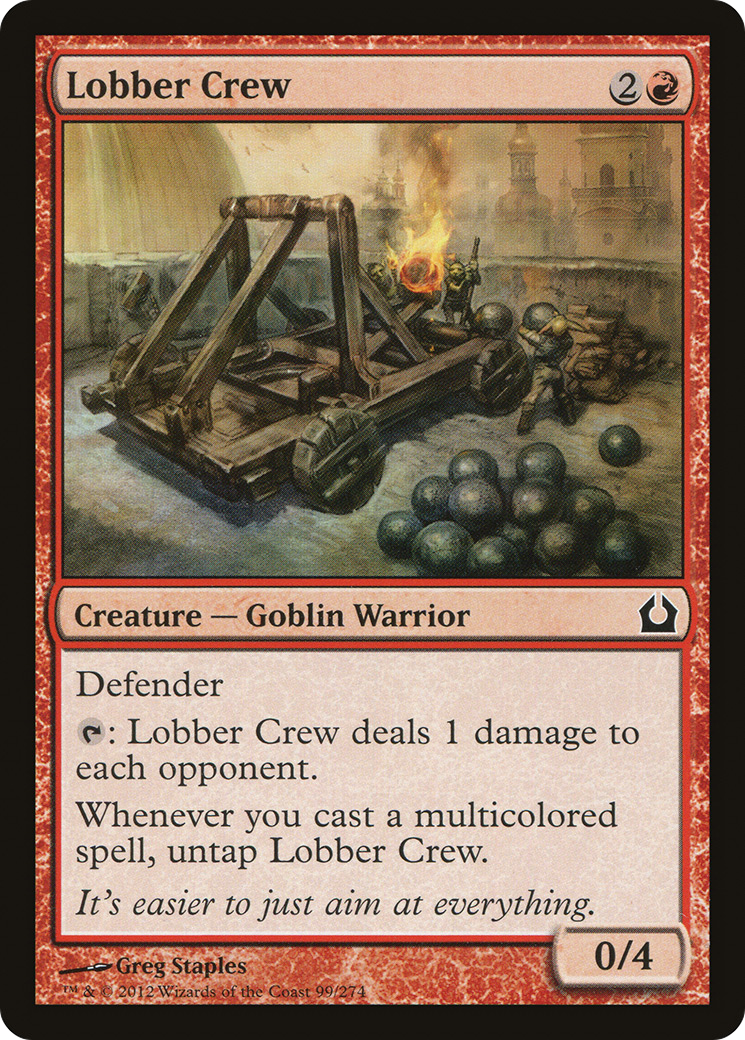 Lobber Crew 2
Creature — Goblin Warrior
Defender
: Lobber Crew deals 1 damage to
each opponent.
Whenever you cast a multicolored
spell, untap Lobber Crew.
It's easier to just aim at everything.
0/4
Greg Staples
™ & © 2012 Wizards of the Coast 99/274